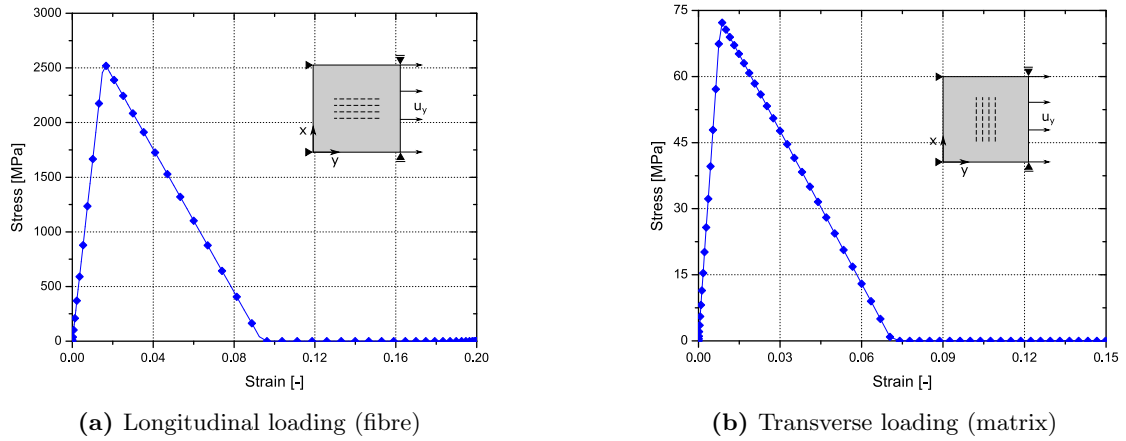 3000
2500
2000
1500
1000
500
0
Stress [MPa]
0.00 0.04 0.08 0.12 0.16 0.20
Strain [-]
x
y
u_y
(a) Longitudinal loading (fibre)
75
60
45
30
15
0
Stress [MPa]
0.00 0.03 0.06 0.09 0.12 0.15
Strain [-]
x
y
u_y
(b) Transverse loading (matrix)